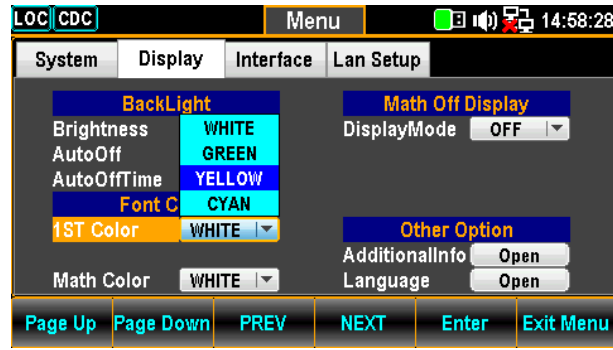 LOC CDC Menu 14:58:28
System Display Interface Lan Setup
BackLight
Brightness
AutoOff
AutoOffTime
WHITE
GREEN
YELLOW
CYAN
Font C
1ST Color WHITE
Math Color WHITE
Math Off Display
DisplayMode OFF
Other Option
AdditionalInfo Open
Language Open
Page Up Page Down PREV NEXT Enter Exit Menu